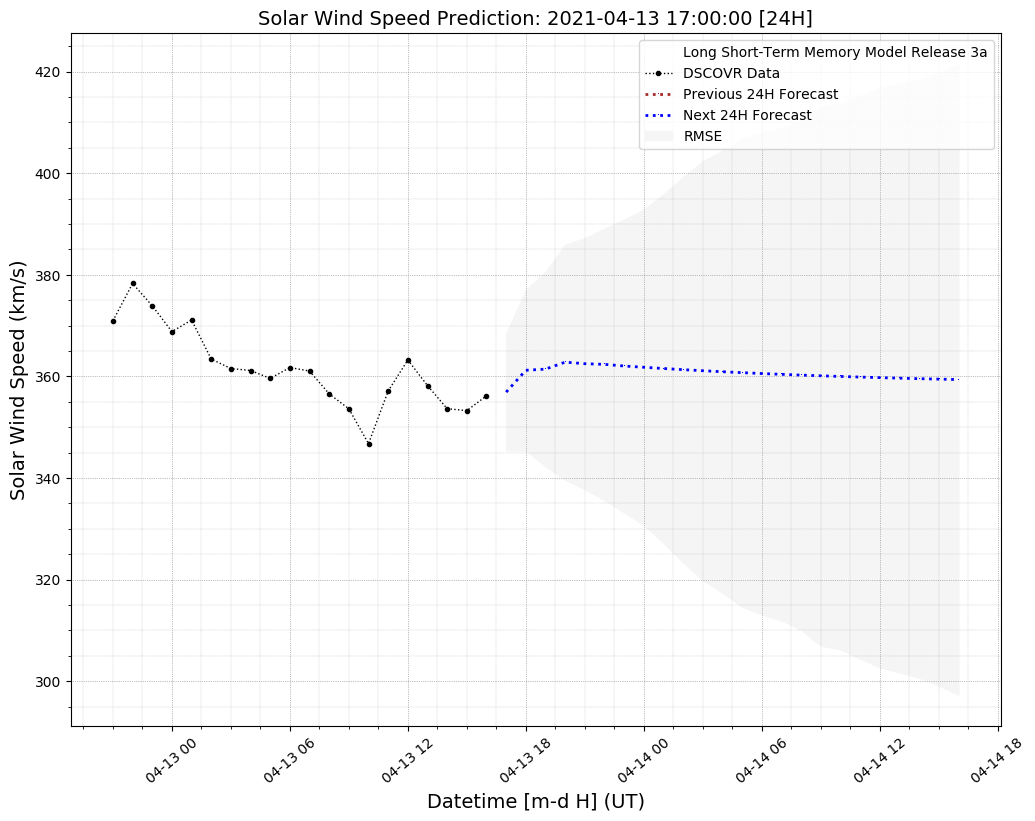 Solar Wind Speed Prediction: 2021-04-13 17:00:00 [24H]
Long Short-Term Memory Model Release 3a
DSCOVR Data
Previous 24H Forecast
Next 24H Forecast
RMSE
Solar Wind Speed (km/s)
420
400
380
360
340
320
300
04-13 00
04-13 06
04-13 12
04-13 18
04-14 00
04-14 06
04-14 12
04-14 18
Datetime [m-d H] (UT)